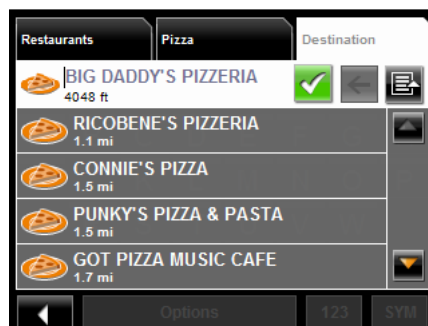 Restaurants Pizza Destination
BIG DADDY'S PIZZERIA
4048 ft
RICOBENE'S PIZZERIA
1.1 mi
CONNIE'S PIZZA
1.5 mi
PUNKY'S PIZZA & PASTA
1.5 mi
GOT PIZZA MUSIC CAFE
1.7 mi
Options 123 SYM